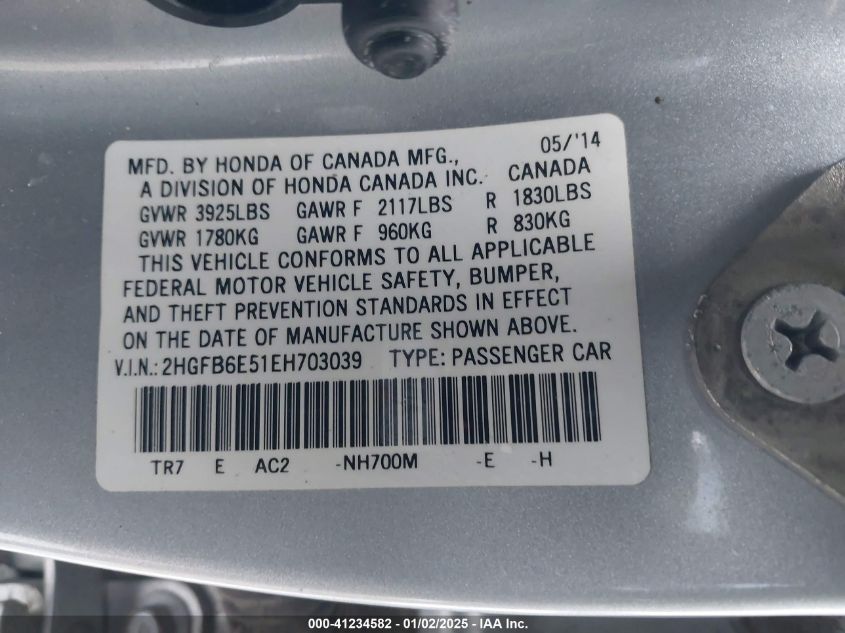 05/'14
MFD. BY HONDA OF CANADA MFG.,
A DIVISION OF HONDA CANADA INC. CANADA
GVWR 3925LBS GAWR F 2117LBS R 1830LBS
GVWR 1780KG GAWR F 960KG R 830KG
THIS VEHICLE CONFORMS TO ALL APPLICABLE
FEDERAL MOTOR VEHICLE SAFETY, BUMPER,
AND THEFT PREVENTION STANDARDS IN EFFECT
ON THE DATE OF MANUFACTURE SHOWN ABOVE.
V.I.N.: 2HGFB6E51EH703039 TYPE: PASSENGER CAR
TR7 E AC2 -NH700M -E -H
000-41234582 - 01/02/2025 - IAA Inc.